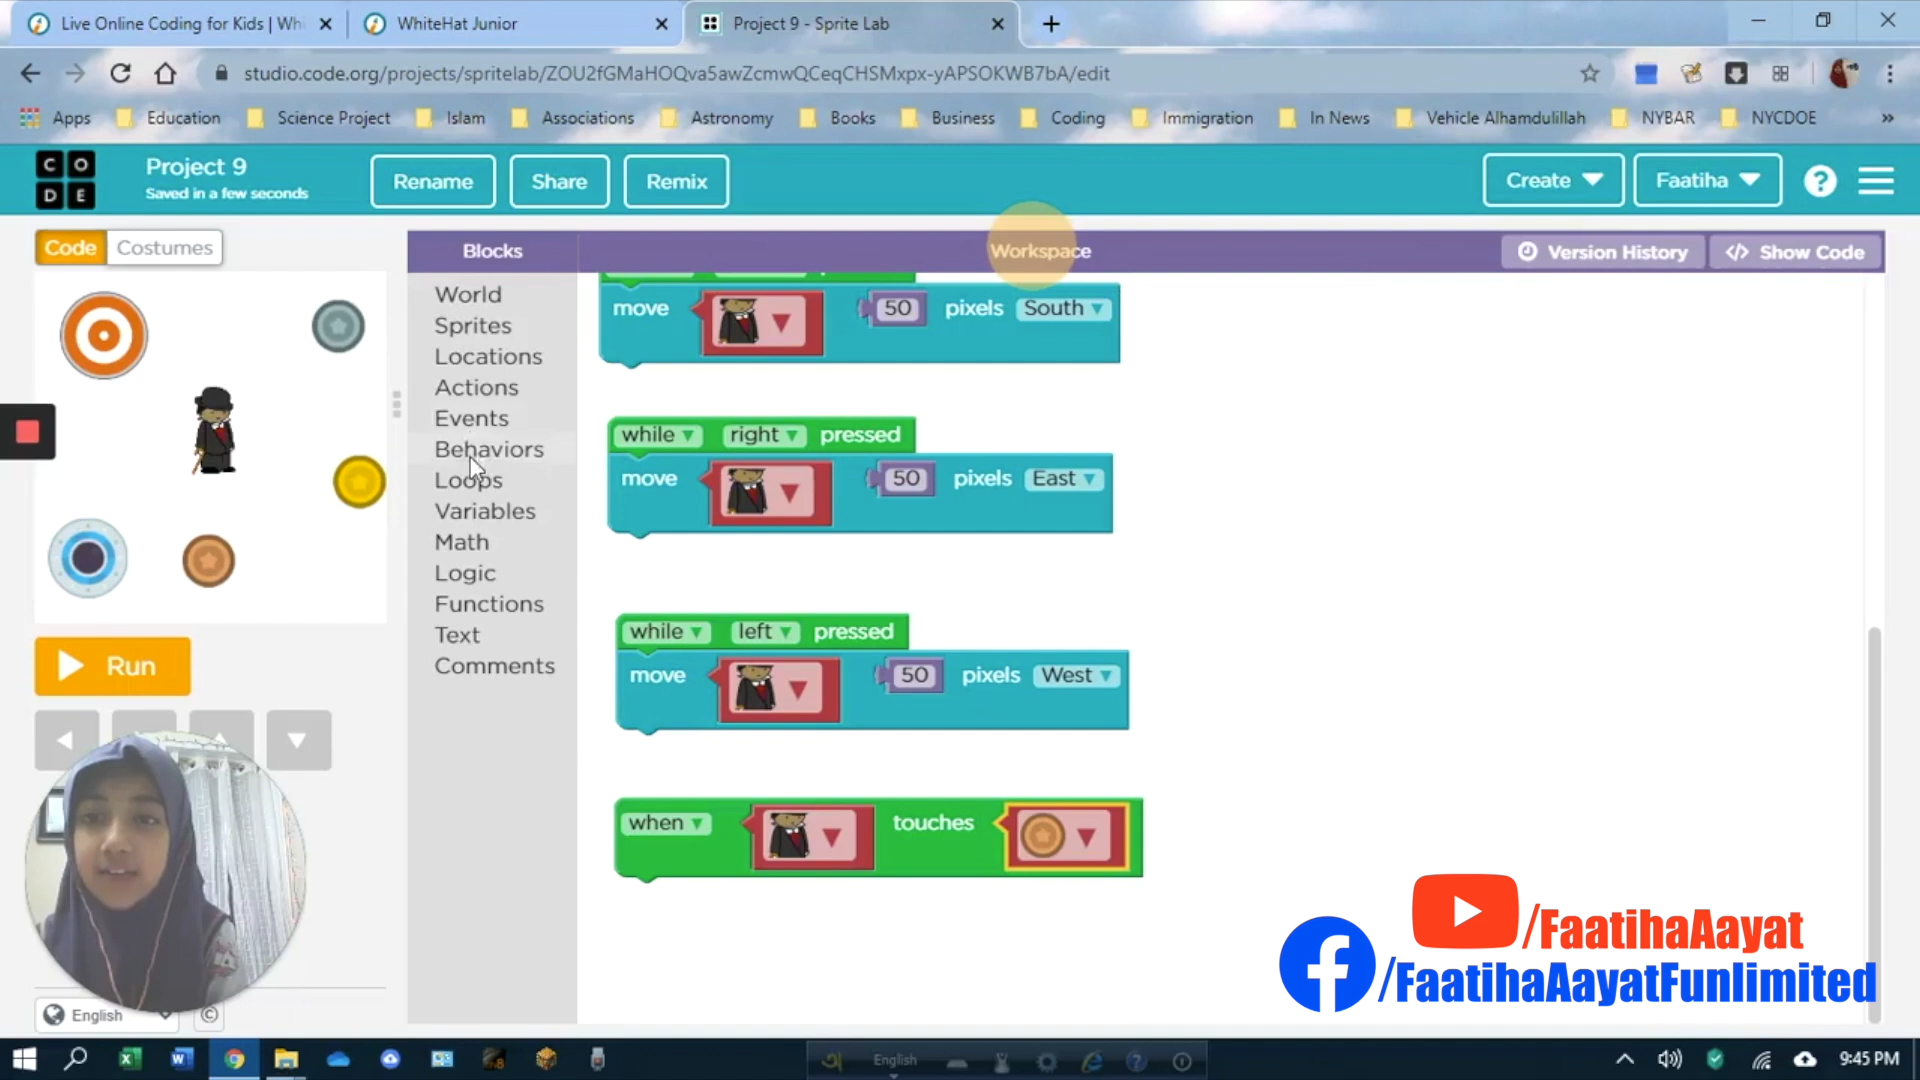 Live Online Coding for Kids | Whi
WhiteHat Junior
Project 9 - Sprite Lab
studio.code.org/projects/spritelab/ZOU2fGMaHOQva5awZcmwQCeqCHSMxpx-yAPSOKWB7bA/edit
Apps
Education
Science Project
Islam
Associations
Astronomy
Books
Business
Coding
Immigration
In News
Vehicle Alhamdulillah
NYBAR
NYCDOE
»
C O
D E
Project 9
Saved in a few seconds
Rename
Share
Remix
Create
Faatiha
?
Code
Costumes
Blocks
Workspace
Version History
</> Show Code
World
Sprites
Locations
Actions
Events
Behaviors
Loops
Variables
Math
Logic
Functions
Text
Comments
move 50 pixels South
while right pressed
move 50 pixels East
while left pressed
move 50 pixels West
when touches
Run
English
©
/FaatihaAayat
/FaatihaAayatFunlimited
English
9:45 PM